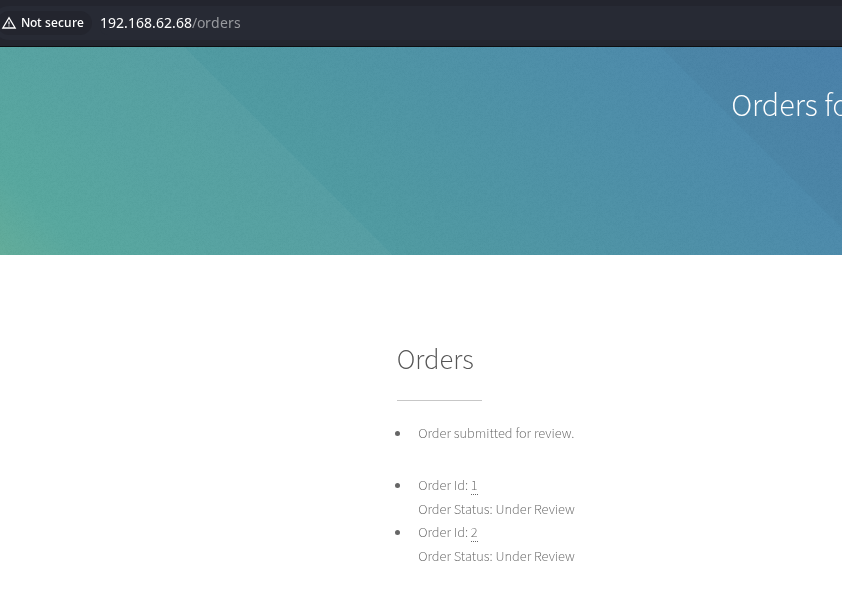 Not secure 192.168.62.68/orders
Orders
Orders
Order submitted for review.
Order Id: 1
Order Status: Under Review
Order Id: 2
Order Status: Under Review